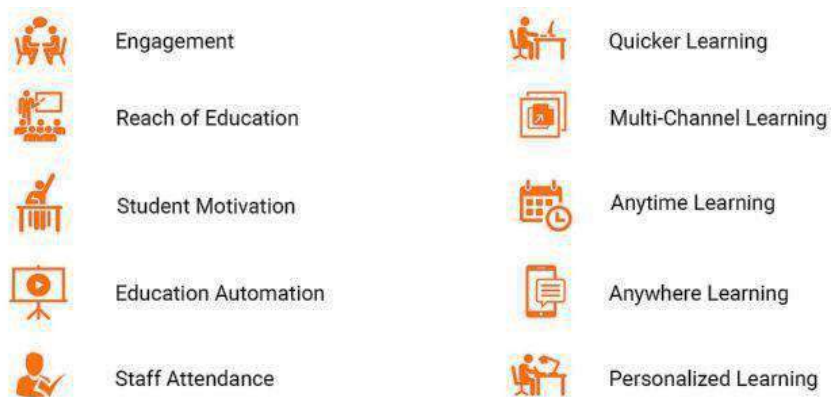 Engagement
Quicker Learning
Reach of Education
Multi-Channel Learning
Student Motivation
Anytime Learning
Education Automation
Anywhere Learning
Staff Attendance
Personalized Learning